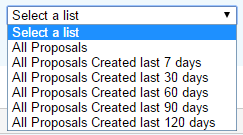 Select a list
Select a list
All Proposals
All Proposals Created last 7 days
All Proposals Created last 30 days
All Proposals Created last 60 days
All Proposals Created last 90 days
All Proposals Created last 120 days